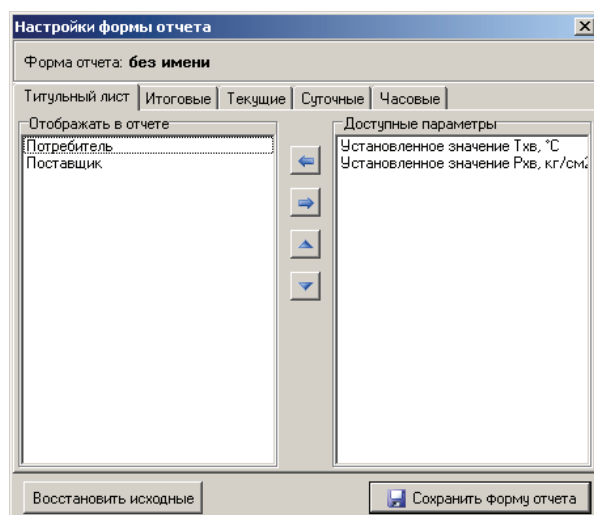 Настройки формы отчета
Форма отчета: без имени
Титульный лист Итоговые Текущие Суточные Часовые
Отображать в отчете
Потребитель
Поставщик
Доступные параметры
Установленное значение Тхв, °C
Установленное значение Рхв, кг/см2
Восстановить исходные
Сохранить форму отчета